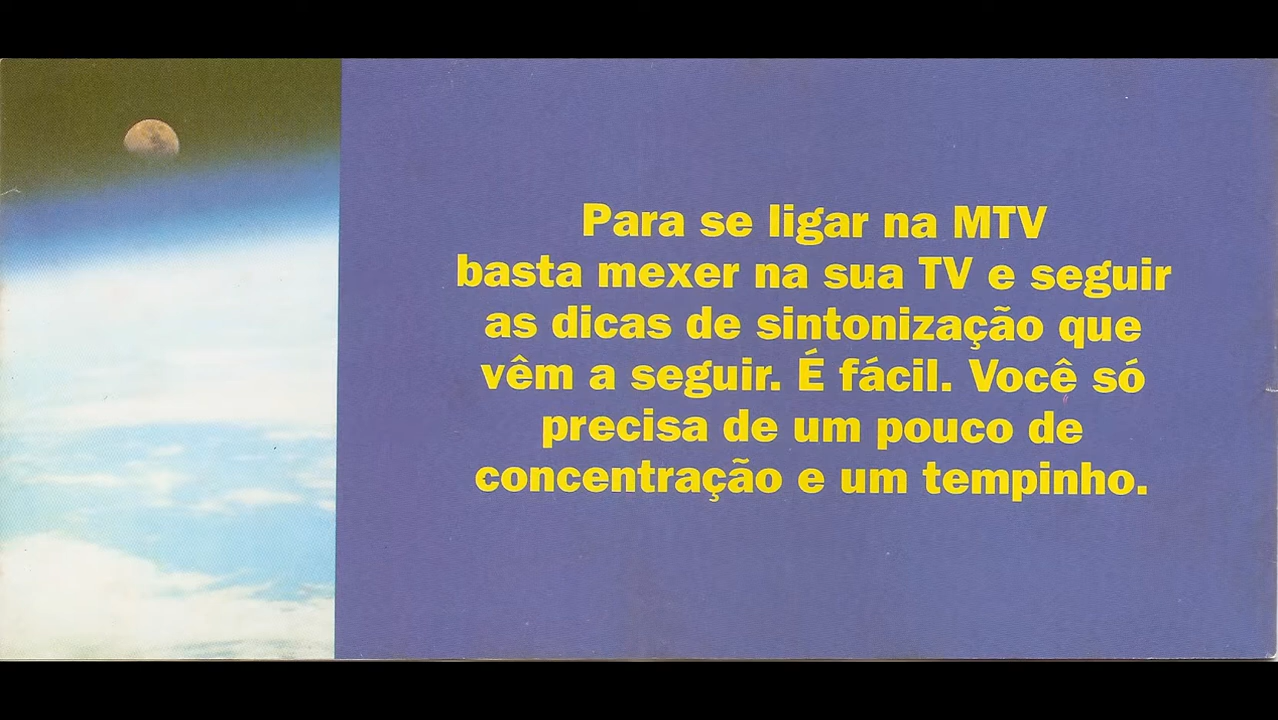 Para se ligar na MTV
basta mexer na sua TV e seguir
as dicas de sintonização que
vêm a seguir. É fácil. Você só
precisa de um pouco de
concentração e um tempinho.